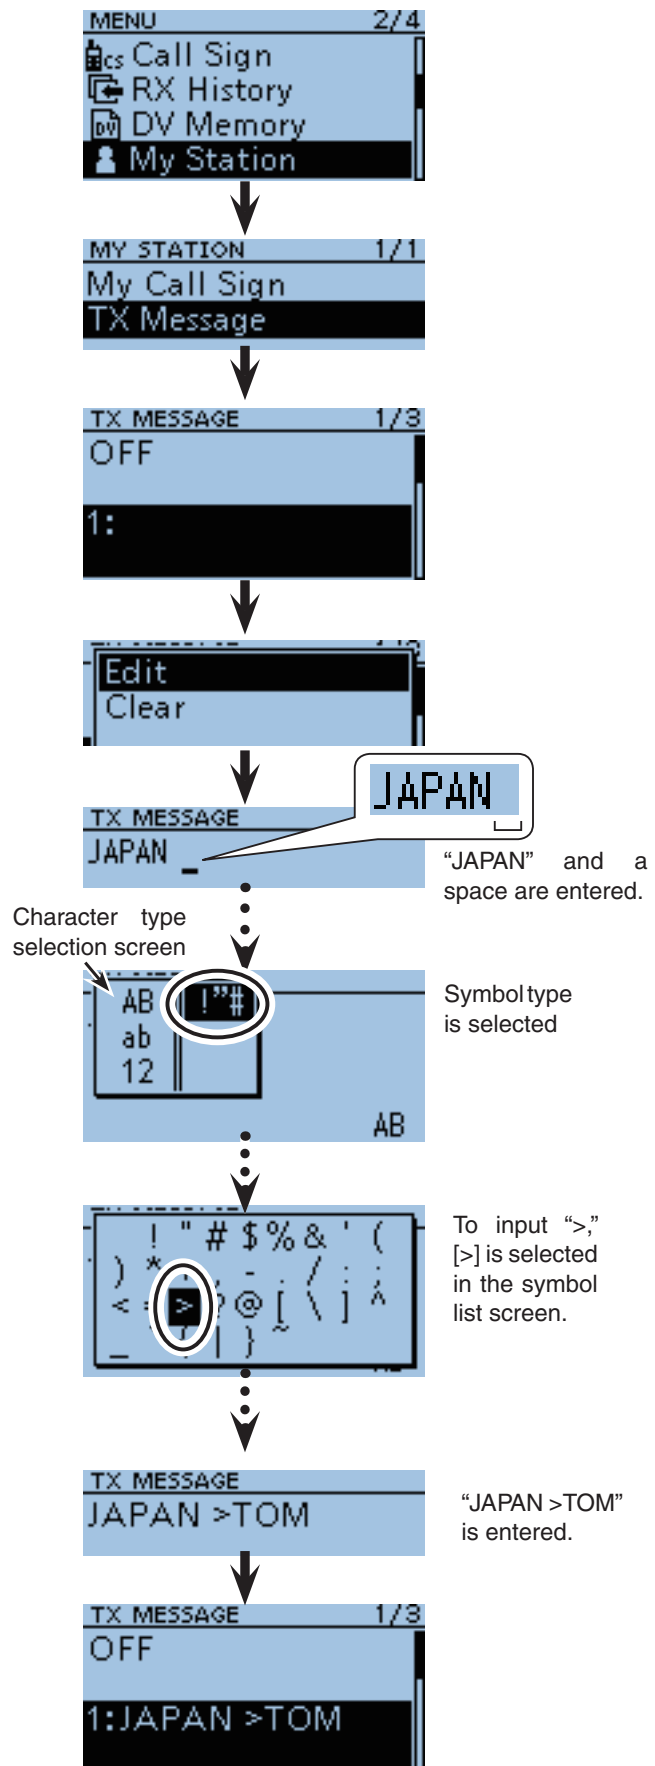 MENU 2/4
CS Call Sign
RX History
DV DV Memory
My Station
MY STATION 1/1
My Call Sign
TX Message
TX MESSAGE 1/3
OFF
1:
Edit
Clear
JAPAN
TX MESSAGE
JAPAN _
“JAPAN” and a
space are entered.
Character type
selection screen
AB !"#
ab
12
AB
Symbol type
is selected
! " # $ % & ' (
) * , - . / : ;
< = > ? @ [ \ ] ^
_ { | } ~
To input “>,”
[>] is selected
in the symbol
list screen.
TX MESSAGE
JAPAN >TOM
“JAPAN >TOM”
is entered.
TX MESSAGE 1/3
OFF
1:JAPAN >TOM